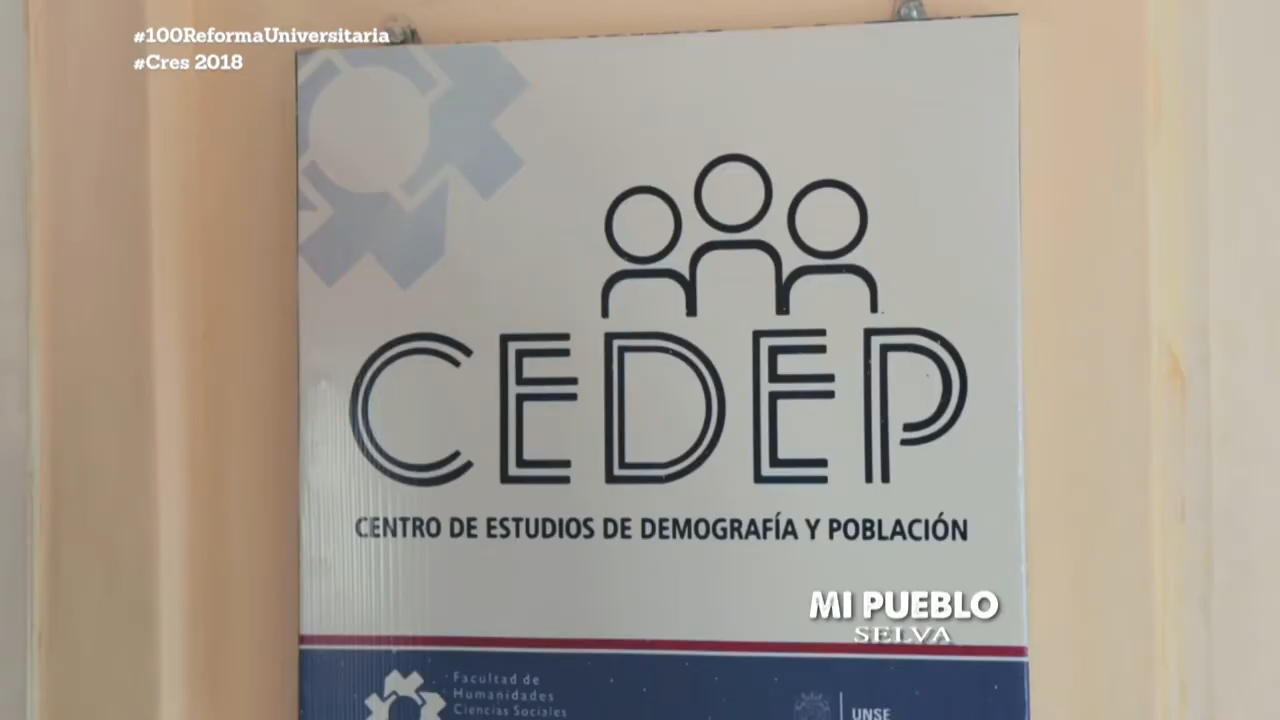 #100ReformaUniversitaria
#Cres 2018
CEDEP
CENTRO DE ESTUDIOS DE DEMOGRAFÍA Y POBLACIÓN
MI PUEBLO
SELVA
Facultad de
Humanidades
Ciencias Sociales
UNSE